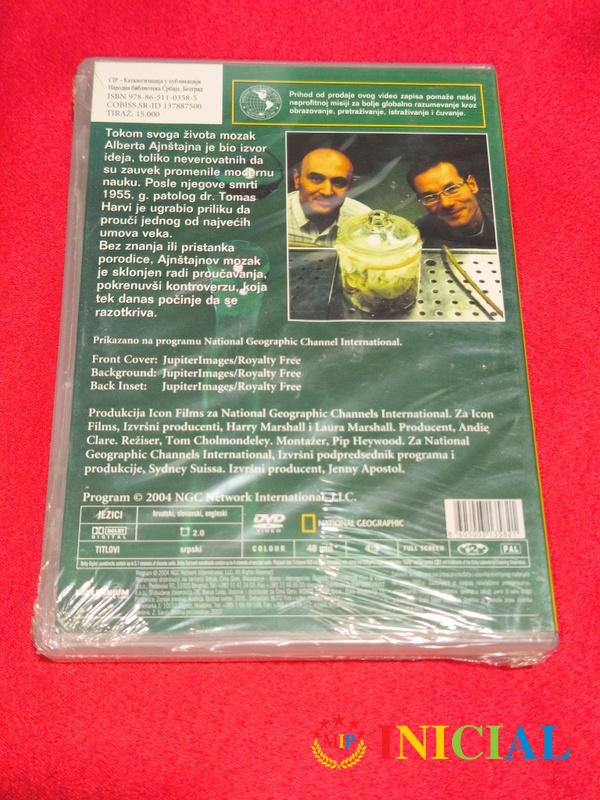 CIP – Каталогизација у публикацији
Народна библиотека Србије, Београд
ISBN 978-86-511-0358-5
COBISS.SR-ID 137887500
TIRAŽ: 15.000
Prihod od prodaje ovog video zapisa pomaže našoj
neprofitnoj misiji za bolje globalno razumevanje kroz
obrazovanje, pretraživanje, istraživanje i čuvanje.
Tokom svoga života mozak
Alberta Ajnštajna je bio izvor
ideja, toliko neverovatnih da
su zauvek promenile modernu
nauku. Posle njegove smrti
1955. g. patolog dr. Tomas
Harvi je ugrabio priliku da
prouči jednog od najvećih
umova veka.
Bez znanja ili pristanka
porodice, Ajnštajnov mozak
je sklonjen radi proučavanja,
pokrenuvši kontroverzu, koja
tek danas počinje da se
razotkriva.
Prikazano na programu National Geographic Channel International.
Front Cover: JupiterImages/Royalty Free
Background: JupiterImages/Royalty Free
Back Inset: JupiterImages/Royalty Free
Produkcija Icon Films za National Geographic Channels International. Za Icon
Films, Izvršni producenti, Harry Marshall i Laura Marshall. Producent, Andie
Clare. Režiser, Tom Cholmondeley. Montažer, Pip Heywood. Za National
Geographic Channels International, Izvršni podpredsednik programa i
produkcije, Sydney Suissa. Izvršni producent, Jenny Apostol.
Program © 2004 NGC Network International, LLC.
JEZICI hrvatski, slovenski, engleski
DOLBY DIGITAL 2.0 DVD VIDEO NATIONAL GEOGRAPHIC
TITLOVI srpski COLOUR 48 min 4:3 FULL SCREEN 2 PAL
MIP INICIAL